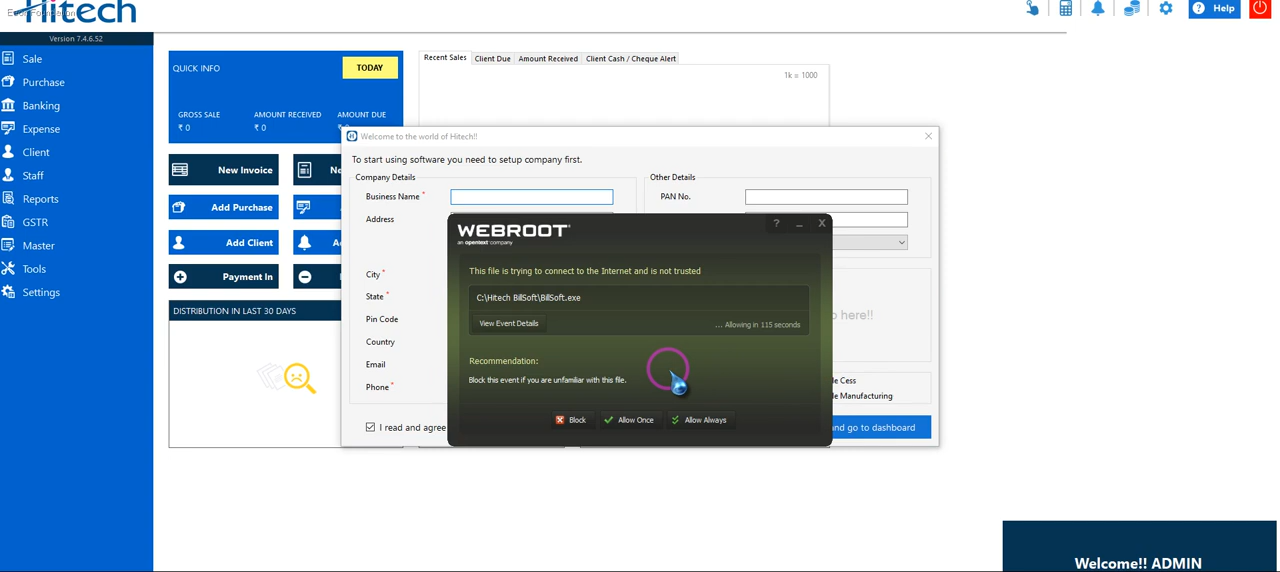 Hitech
Help
Version 7.4.6.52
Sale
Purchase
Banking
Expense
Client
Staff
Reports
GSTR
Master
Tools
Settings
QUICK INFO
TODAY
GROSS SALE AMOUNT RECEIVED AMOUNT DUE
₹ 0 ₹ 0 ₹ 0
Recent Sales Client Due Amount Received Client Cash / Cheque Alert
1k = 1000
New Invoice
Add Purchase
Add Client
Payment In
DISTRIBUTION IN LAST 30 DAYS
Welcome to the world of Hitech!!
To start using software you need to setup company first.
Company Details
Business Name *
Address
City *
State *
Pin Code
Country
Email
Phone *
I read and agree
Other Details
PAN No.
here!!
Cess
Manufacturing
and go to dashboard
WEBROOT®
an opentext company
? _ X
This file is trying to connect to the Internet and is not trusted
C:\Hitech BillSoft\BillSoft.exe
View Event Details
... Allowing in 115 seconds
Recommendation:
Block this event if you are unfamiliar with this file.
Block Allow Once Allow Always
Welcome!! ADMIN